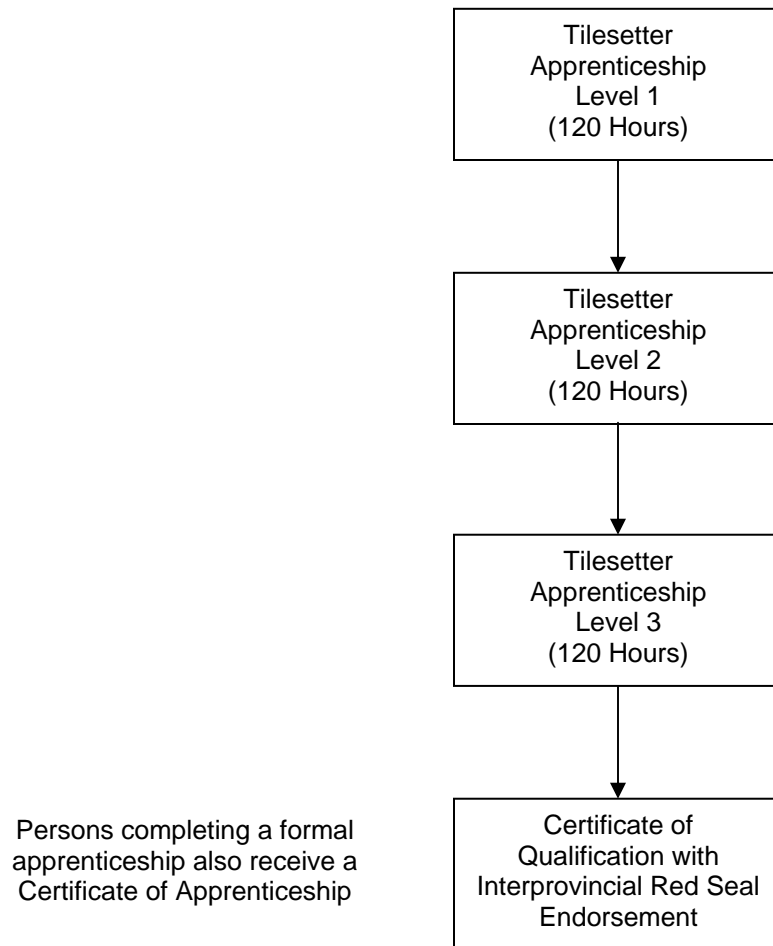 Tilesetter
Apprenticeship
Level 1
(120 Hours)
Tilesetter
Apprenticeship
Level 2
(120 Hours)
Tilesetter
Apprenticeship
Level 3
(120 Hours)
Persons completing a formal
apprenticeship also receive a
Certificate of Apprenticeship
Certificate of
Qualification with
Interprovincial Red Seal
Endorsement